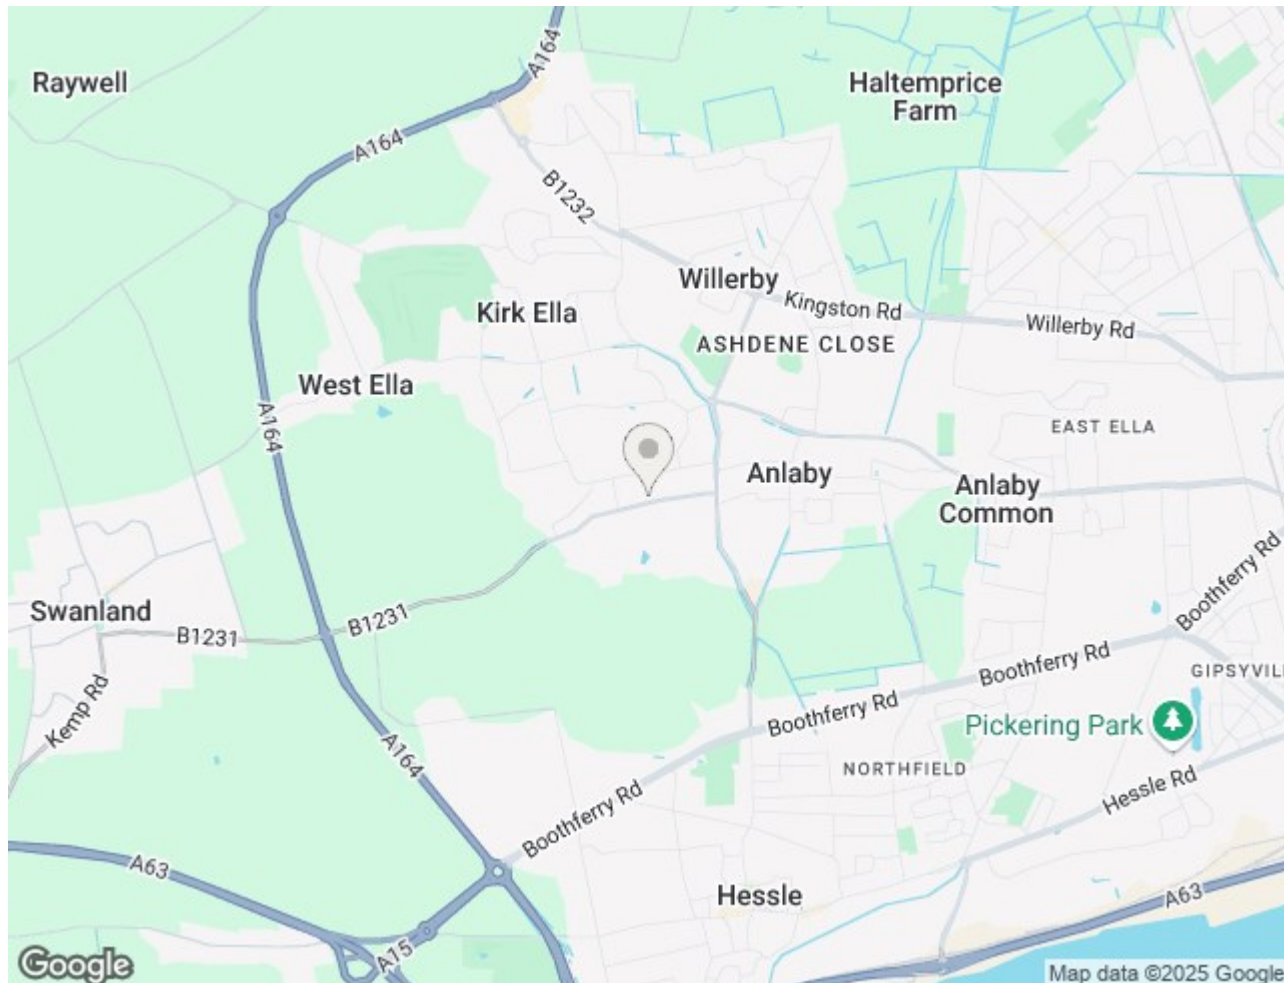 A164
Raywell
Haltemprice
Farm
A164
B1232
Willerby
Kingston Rd
Kirk Ella
Willerby Rd
ASHDENE CLOSE
West Ella
A164
EAST ELLA
Anlaby
Anlaby
Common
Boothferry Rd
Swanland
B1231
B1231
Boothferry Rd
GIPSYVILL
Kemp Rd
Boothferry Rd
Pickering Park
A164
NORTHFIELD
Hessle Rd
Boothferry Rd
A63
Hessle
A63
A15
Google
Map data ©2025 Google